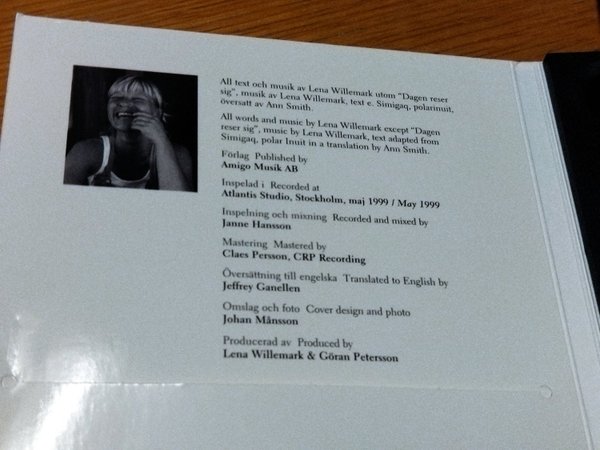 All text och musik av Lena Willemark utom "Dagen reser
sig", musik av Lena Willemark, text e. Simigaq, polarinuit,
översatt av Ann Smith.
All words and music by Lena Willemark except "Dagen
reser sig", music by Lena Willemark, text adapted from
Simigaq, polar Inuit in a translation by Ann Smith.
Förlag Published by
Amigo Musik AB
Inspelad i Recorded at
Atlantis Studio, Stockholm, maj 1999 / May 1999
Inspelning och mixning Recorded and mixed by
Janne Hansson
Mastering Mastered by
Claes Persson, CRP Recording
Översättning till engelska Translated to English by
Jeffrey Ganellen
Omslag och foto Cover design and photo
Johan Månsson
Producerad av Produced by
Lena Willemark & Göran Petersson